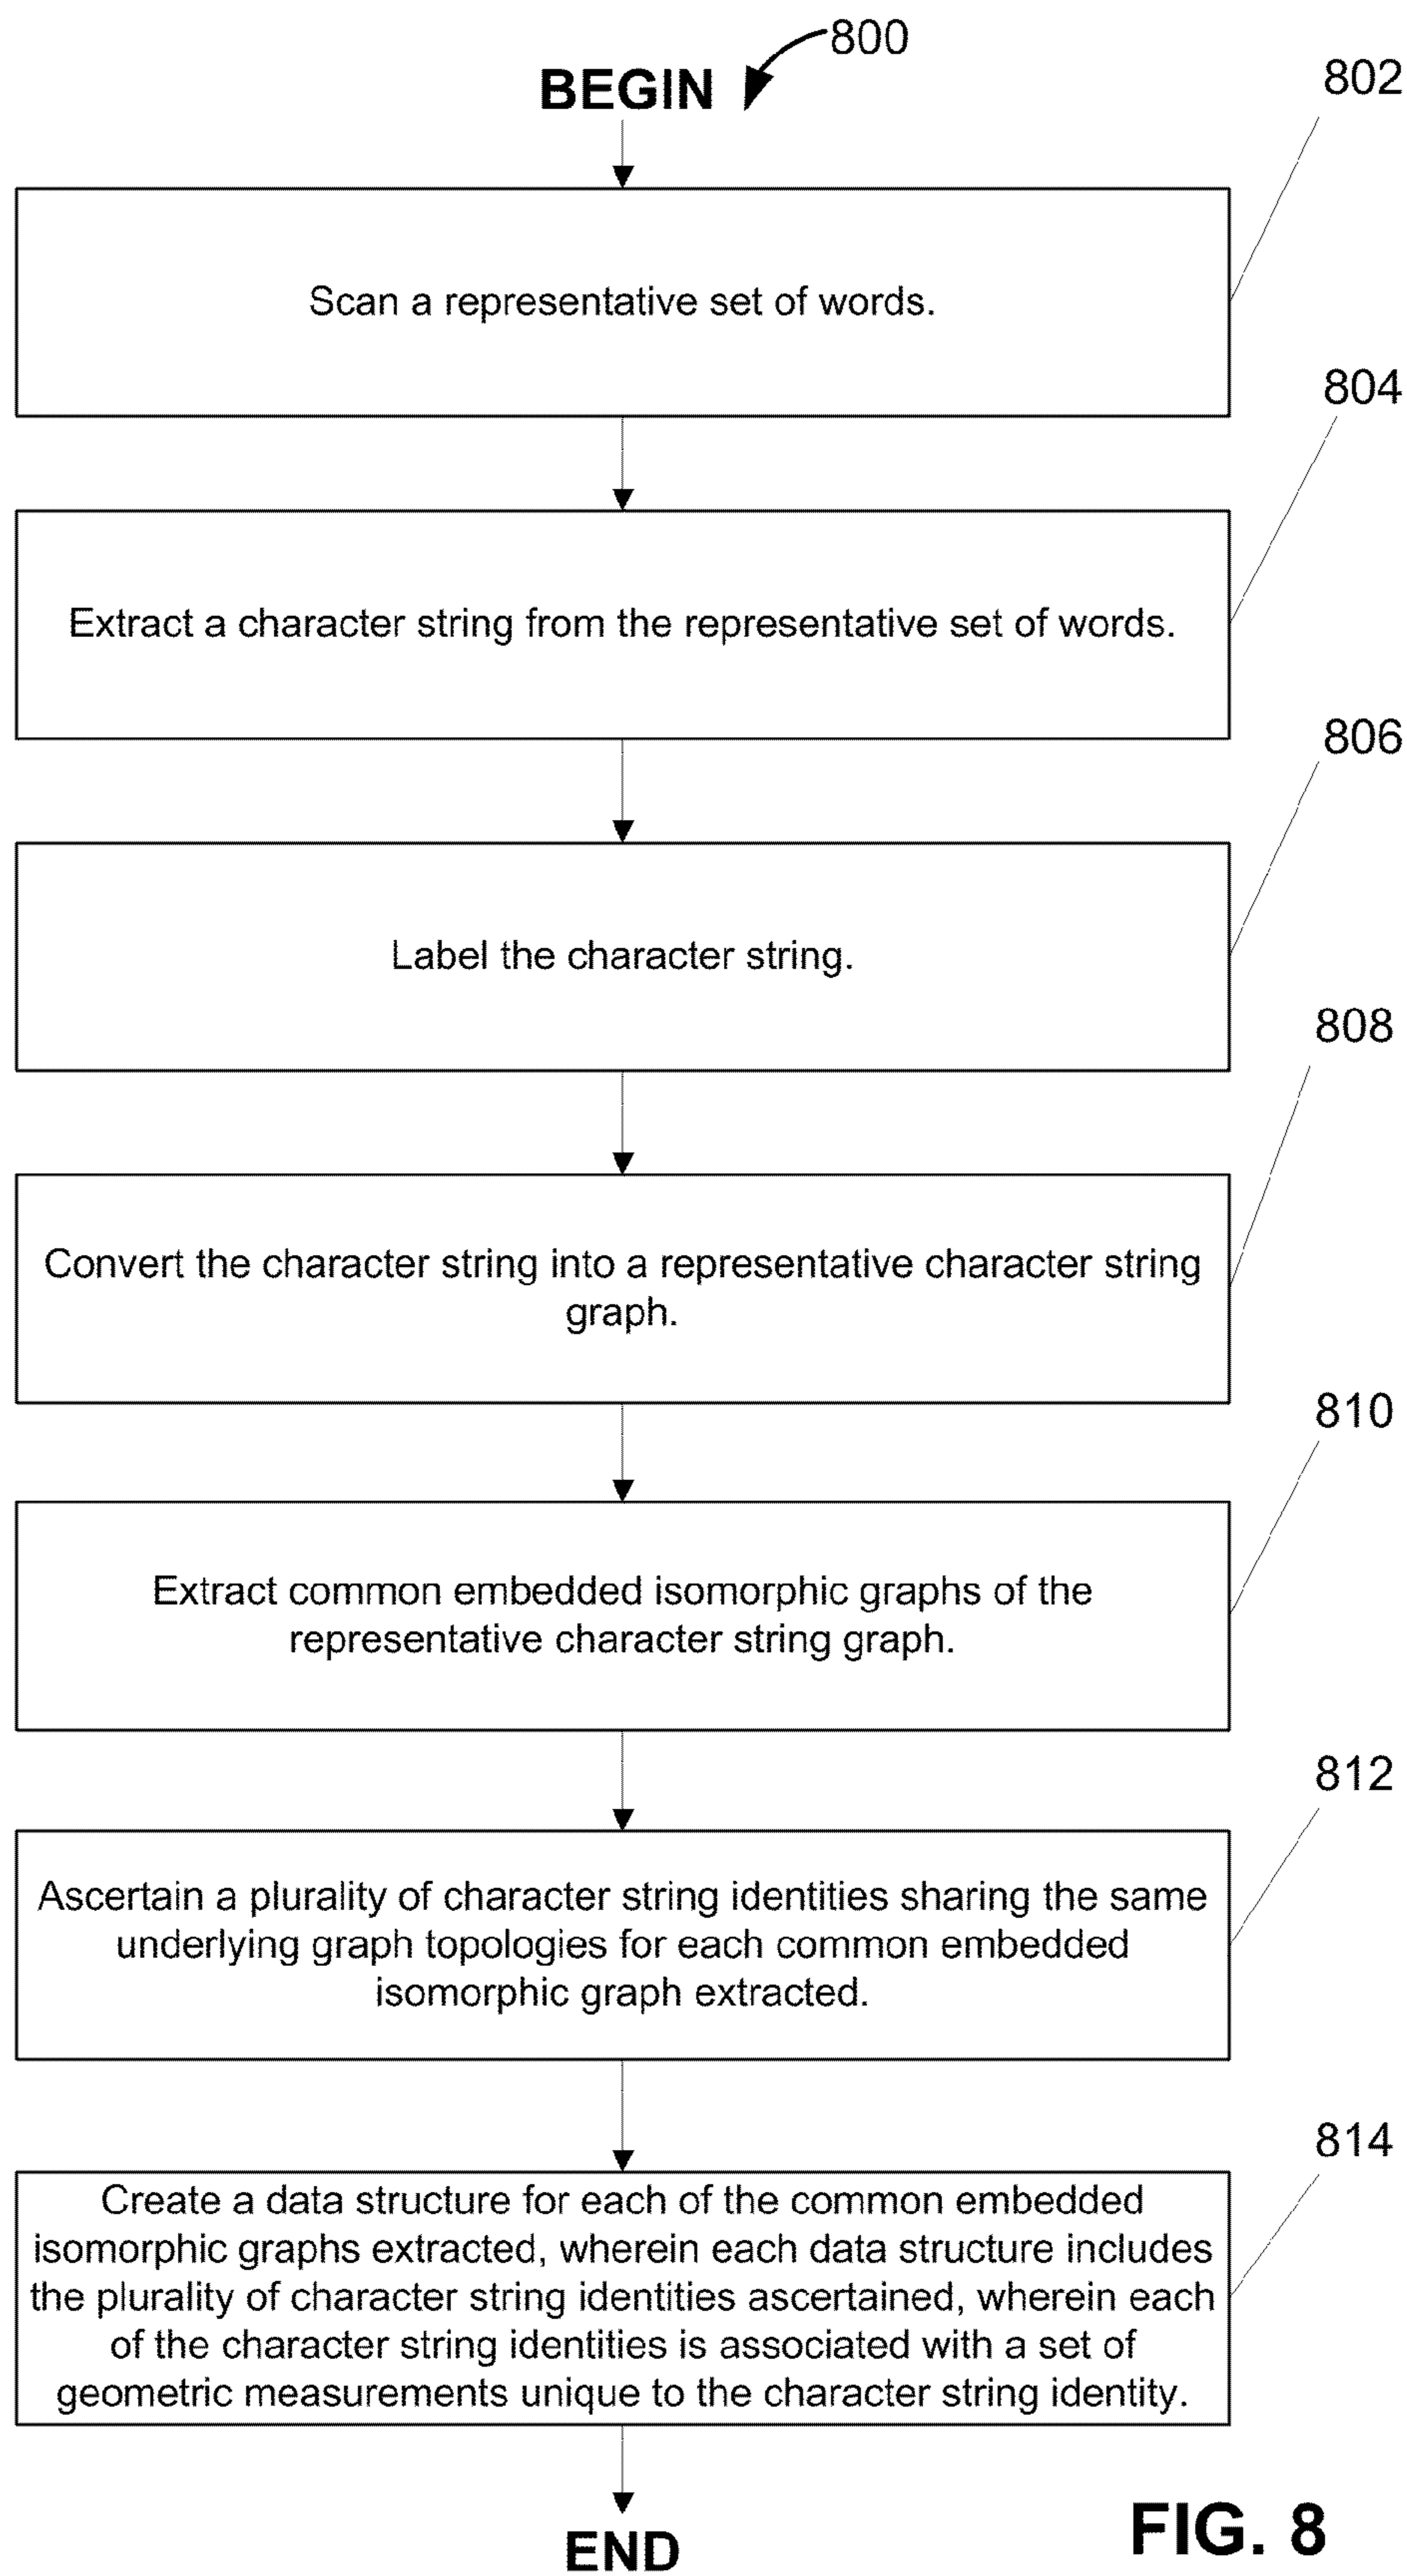 800
BEGIN
802
Scan a representative set of words.
804
Extract a character string from the representative set of words.
806
Label the character string.
808
Convert the character string into a representative character string
graph.
810
Extract common embedded isomorphic graphs of the
representative character string graph.
812
Ascertain a plurality of character string identities sharing the same
underlying graph topologies for each common embedded
isomorphic graph extracted.
814
Create a data structure for each of the common embedded
isomorphic graphs extracted, wherein each data structure includes
the plurality of character string identities ascertained, wherein each
of the character string identities is associated with a set of
geometric measurements unique to the character string identity.
END
FIG. 8